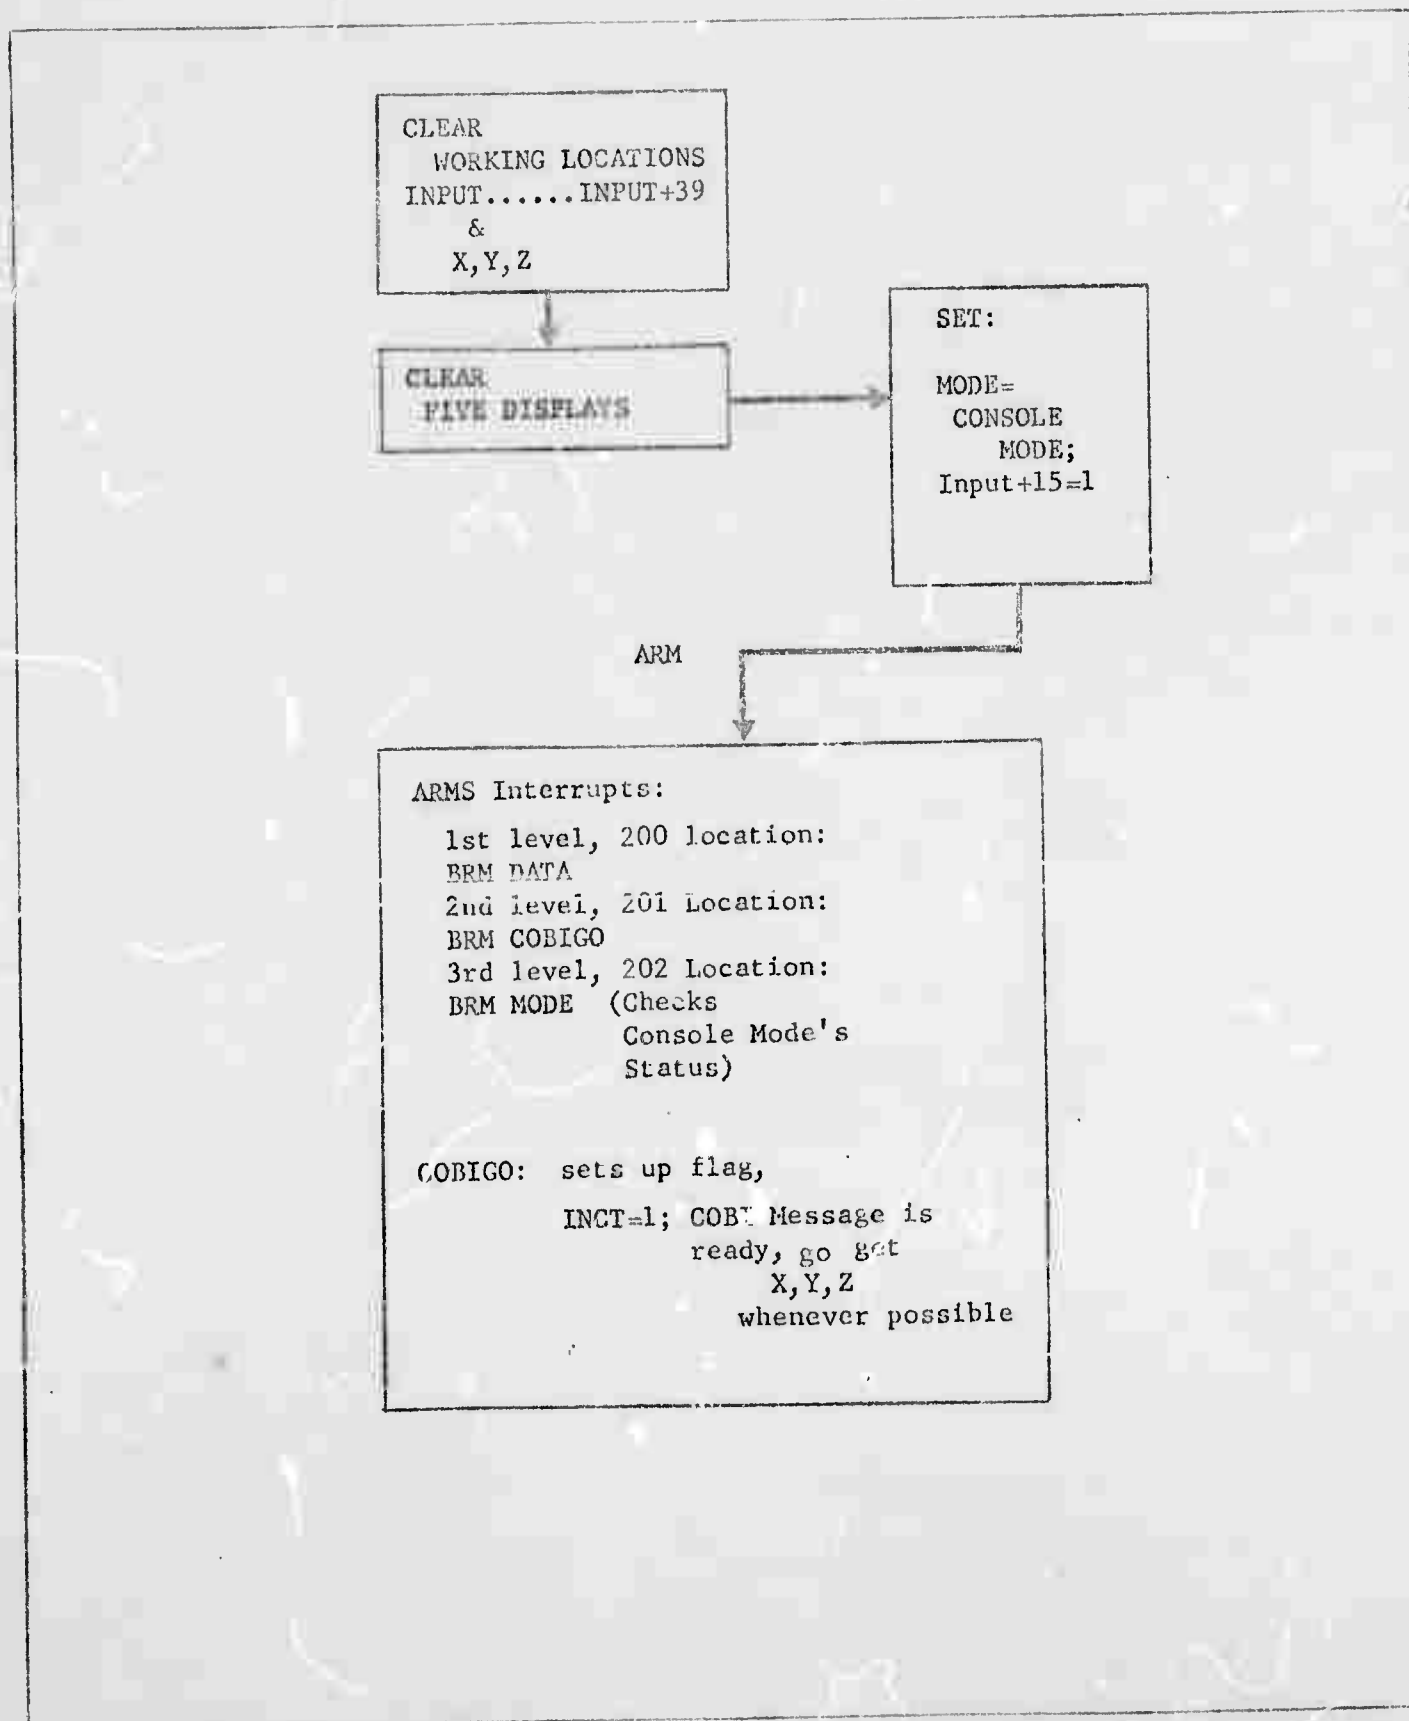 CLEAR
WORKING LOCATIONS
INPUT......INPUT+39
&
X,Y,Z
CLEAR
FIVE DISPLAYS
SET:
MODE=
CONSOLE
MODE;
Input+15=1
ARM
ARMS Interrupts:
1st level, 200 location:
BRM DATA
2nd level, 201 Location:
BRM COBIGO
3rd level, 202 Location:
BRM MODE (Checks
Console Mode's
Status)
COBIGO: sets up flag,
INCT=1; COBI Message is
ready, go get
X,Y,Z
whenever possible